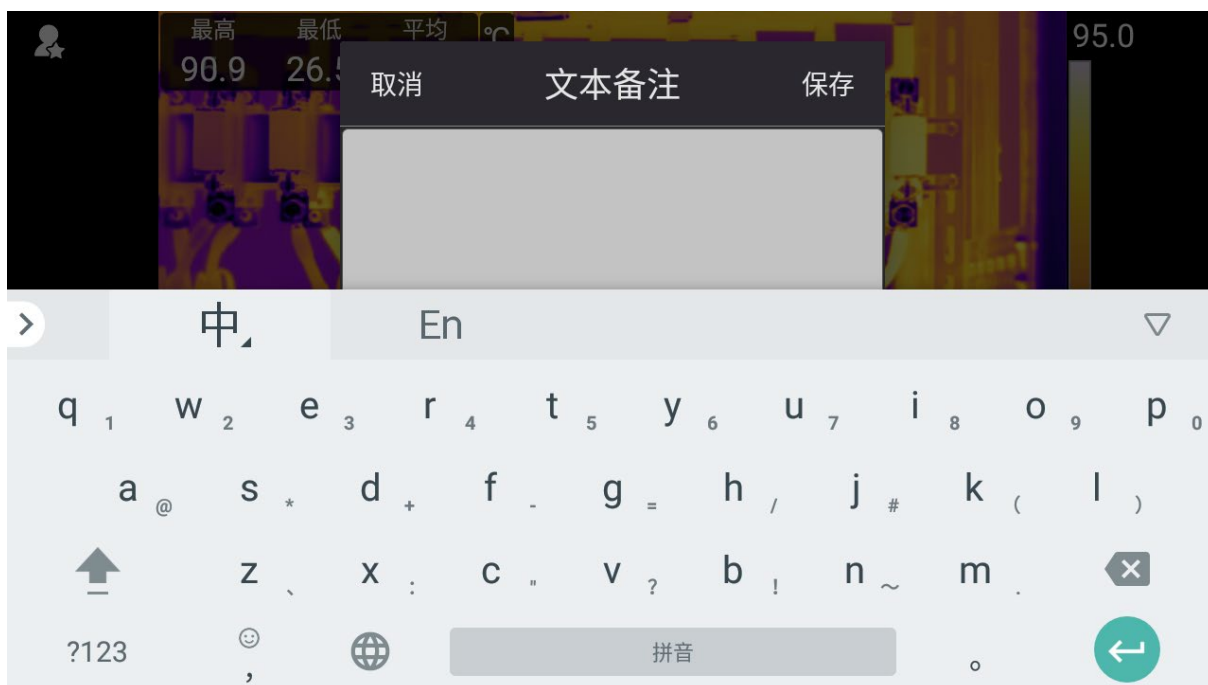 最高 最低 平均 ℃
90.9 26.5
95.0
取消 文本备注 保存
中 En
q 1 w 2 e 3 r 4 t 5 y 6 u 7 i 8 o 9 p 0
a @ s * d + f - g = h / j # k ( l )
z 、 x : c " v ? b ! n ～ m .
?123 , 拼音 。